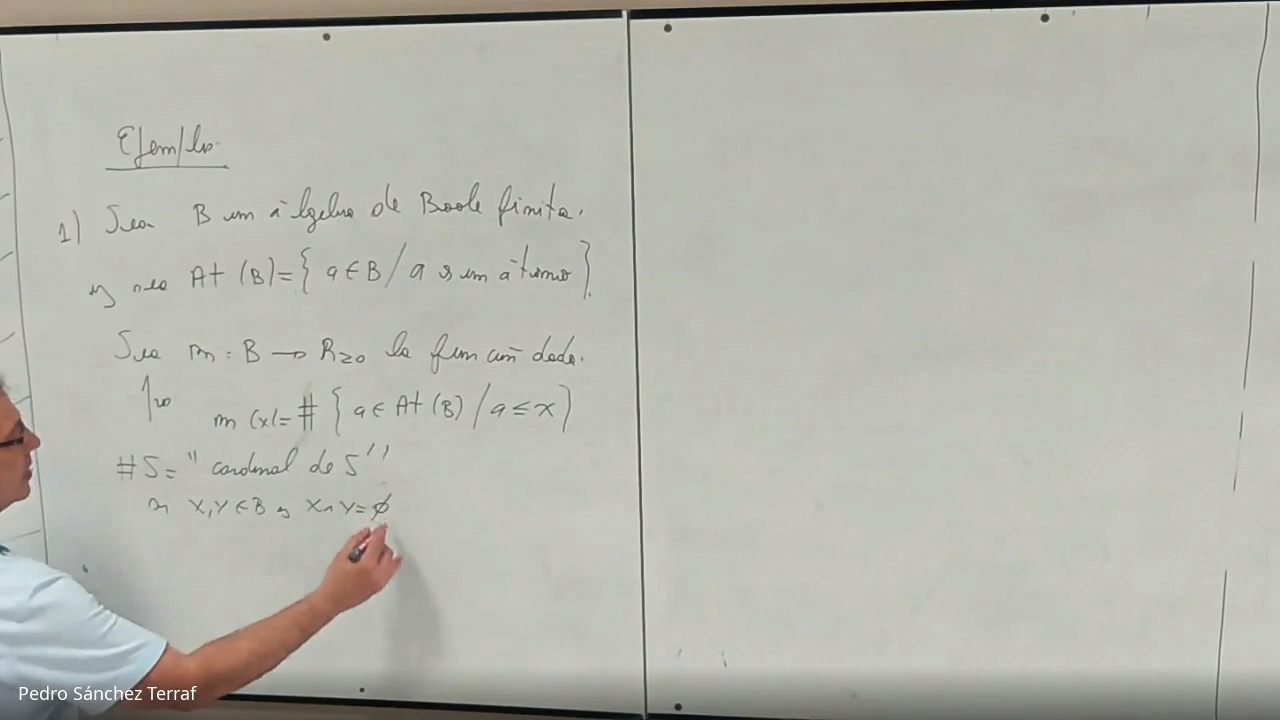 Ejemplo
1) Sea B un álgebra de Boole finita.
y sea At (B) = { a ∈ B / a es un átomo }.
Sea m : B → R≥0 la función dada.
por m (x) = # { a ∈ At (B) / a ≤ x }
#S = "cardinal de S"
si x, y ∈ B y x ∧ y = ∅
Pedro Sánchez Terraf